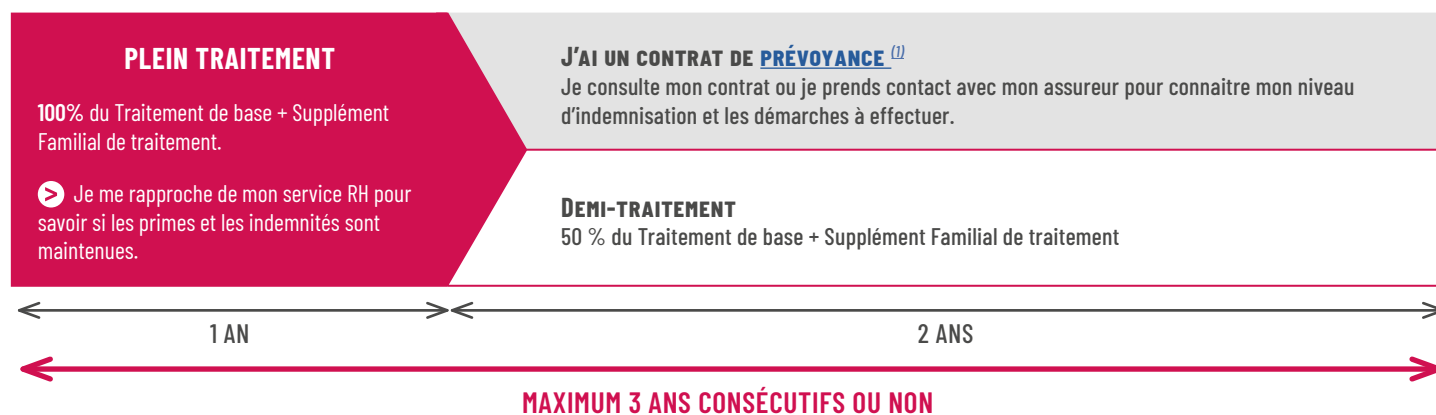 PLEIN TRAITEMENT
100% du Traitement de base + Supplément
Familial de traitement.
> Je me rapproche de mon service RH pour
savoir si les primes et les indemnités sont
maintenues.
J'AI UN CONTRAT DE PRÉVOYANCE (1)
Je consulte mon contrat ou je prends contact avec mon assureur pour connaitre mon niveau
d'indemnisation et les démarches à effectuer.
DEMI-TRAITEMENT
50 % du Traitement de base + Supplément Familial de traitement
1 AN
2 ANS
MAXIMUM 3 ANS CONSÉCUTIFS OU NON